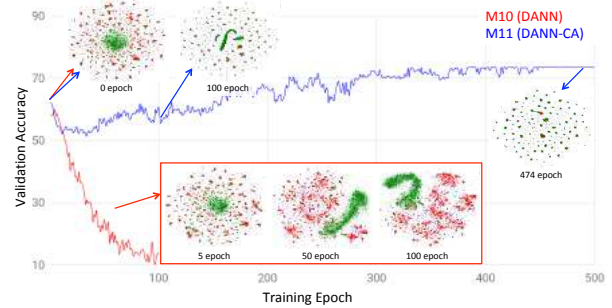 90
M10 (DANN)
M11 (DANN-CA)
0 epoch
100 epoch
70
Validation Accuracy
50
474 epoch
30
5 epoch
50 epoch
100 epoch
10
100
200
300
400
500
Training Epoch